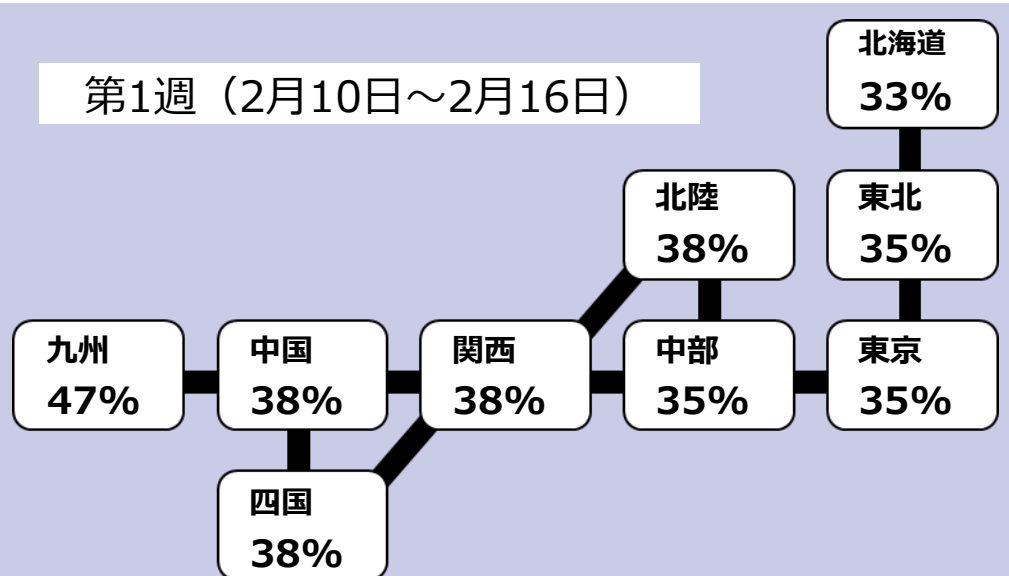 北海道
33%
第1週（2月10日～2月16日）
北陸
38%
東北
35%
九州
47%
中国
38%
関西
38%
中部
35%
東京
35%
四国
38%